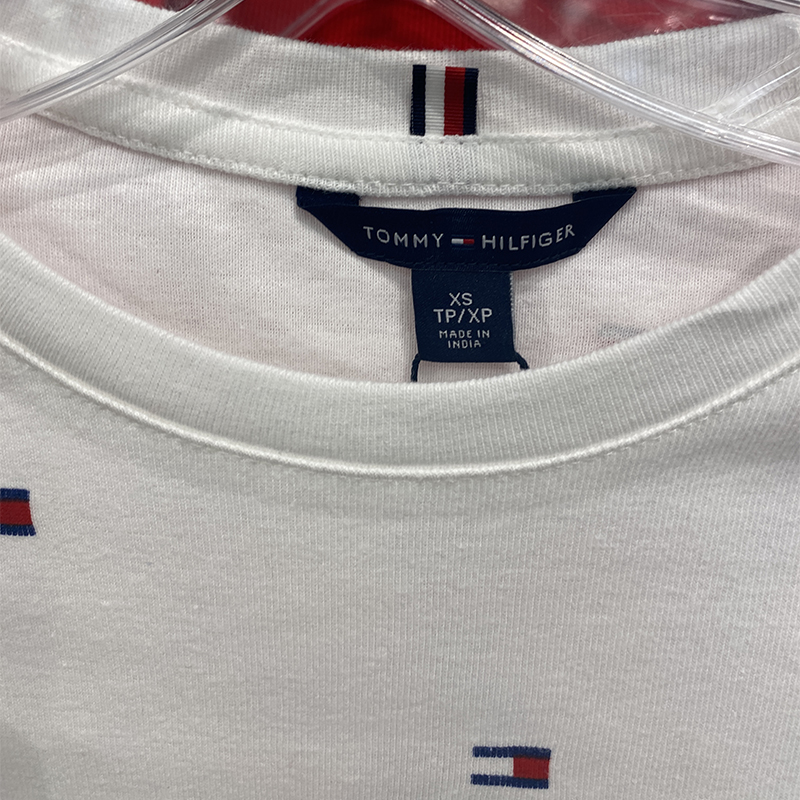 TOMMY HILFIGER
XS
TP/XP
MADE IN
INDIA